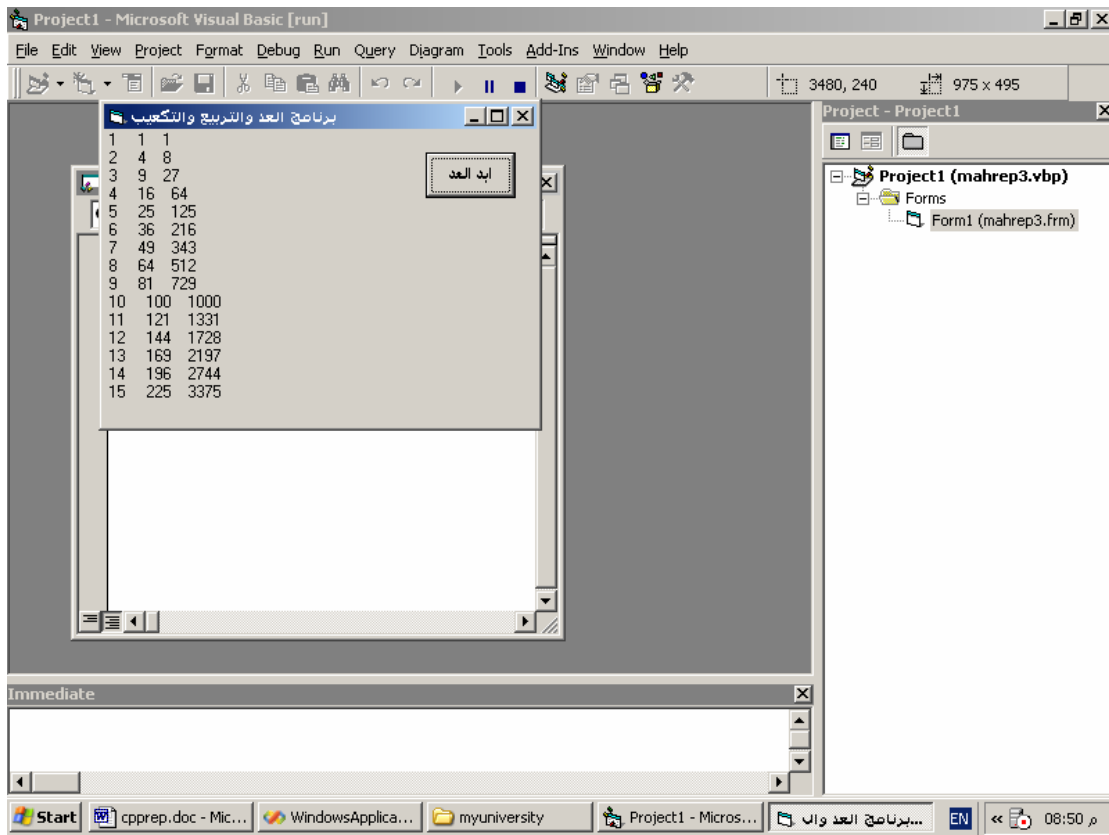 Project1 - Microsoft Visual Basic [run]
File Edit View Project Format Debug Run Query Diagram Tools Add-Ins Window Help
3480, 240 975 x 495
برنامج العد والتربيع والتكعيب
1 1 1
2 4 8
3 9 27
4 16 64
5 25 125
6 36 216
7 49 343
8 64 512
9 81 729
10 100 1000
11 121 1331
12 144 1728
13 169 2197
14 196 2744
15 225 3375
ابد العد
Project - Project1
Project1 (mahrep3.vbp)
Forms
Form1 (mahrep3.frm)
Immediate
Start cpprep.doc - Mic... WindowsApplica... myuniversity Project1 - Micros... برنامج العد وال... EN « 08:50 م